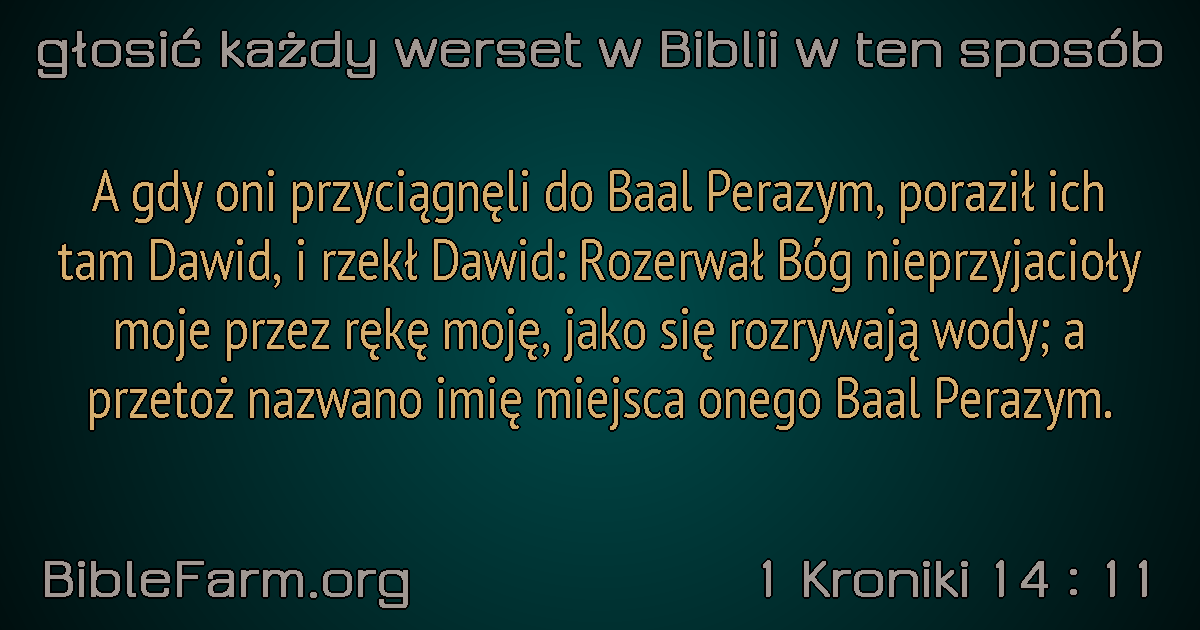 głosić każdy werset w Biblii w ten sposób
A gdy oni przyciągnęli do Baal Perazym, poraził ich
tam Dawid, i rzekł Dawid: Rozerwał Bóg nieprzyjacioły
moje przez rękę moję, jako się rozrywają wody; a
przetoż nazwano imię miejsca onego Baal Perazym.
BibleFarm.org
1 Kroniki 14 : 11